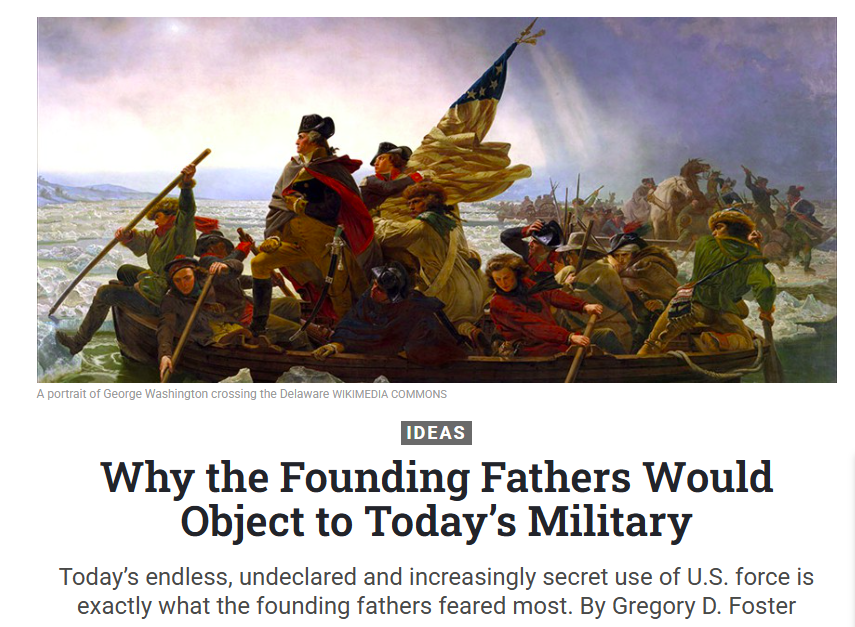 A portrait of George Washington crossing the Delaware WIKIMEDIA COMMONS
IDEAS
Why the Founding Fathers Would
Object to Today’s Military
Today’s endless, undeclared and increasingly secret use of U.S. force is
exactly what the founding fathers feared most. By Gregory D. Foster